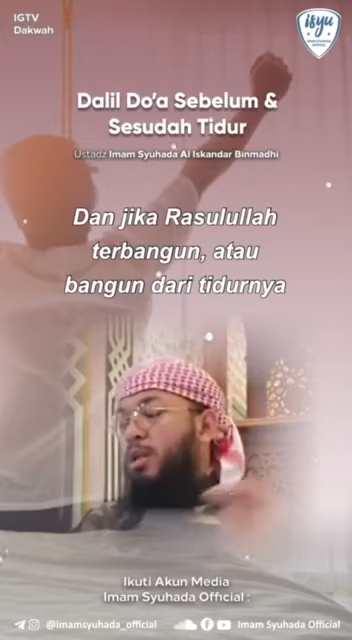 IGTV
Dakwah
isyu
Dalil Do'a Sebelum &
Sesudah Tidur
Ustadz Imam Syuhada Al Iskandar Binmadhi
Dan jika Rasulullah
terbangun, atau
bangun dari tidurnya
Ikuti Akun Media
Imam Syuhada Official :
@imamsyuhada_official
Imam Syuhada Official